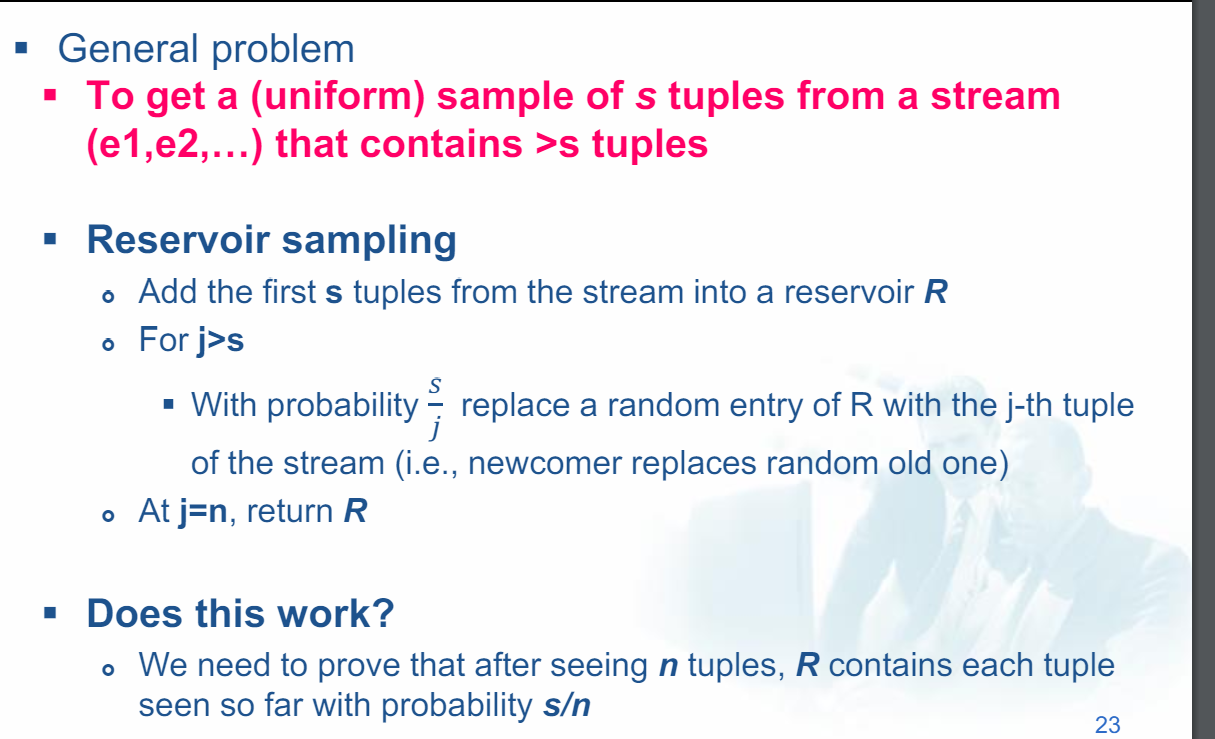 General problem
To get a (uniform) sample of s tuples from a stream
(e1,e2,…) that contains >s tuples
Reservoir sampling
Add the first s tuples from the stream into a reservoir R
For j>s
With probability s/j replace a random entry of R with the j-th tuple
of the stream (i.e., newcomer replaces random old one)
At j=n, return R
Does this work?
We need to prove that after seeing n tuples, R contains each tuple
seen so far with probability s/n
23